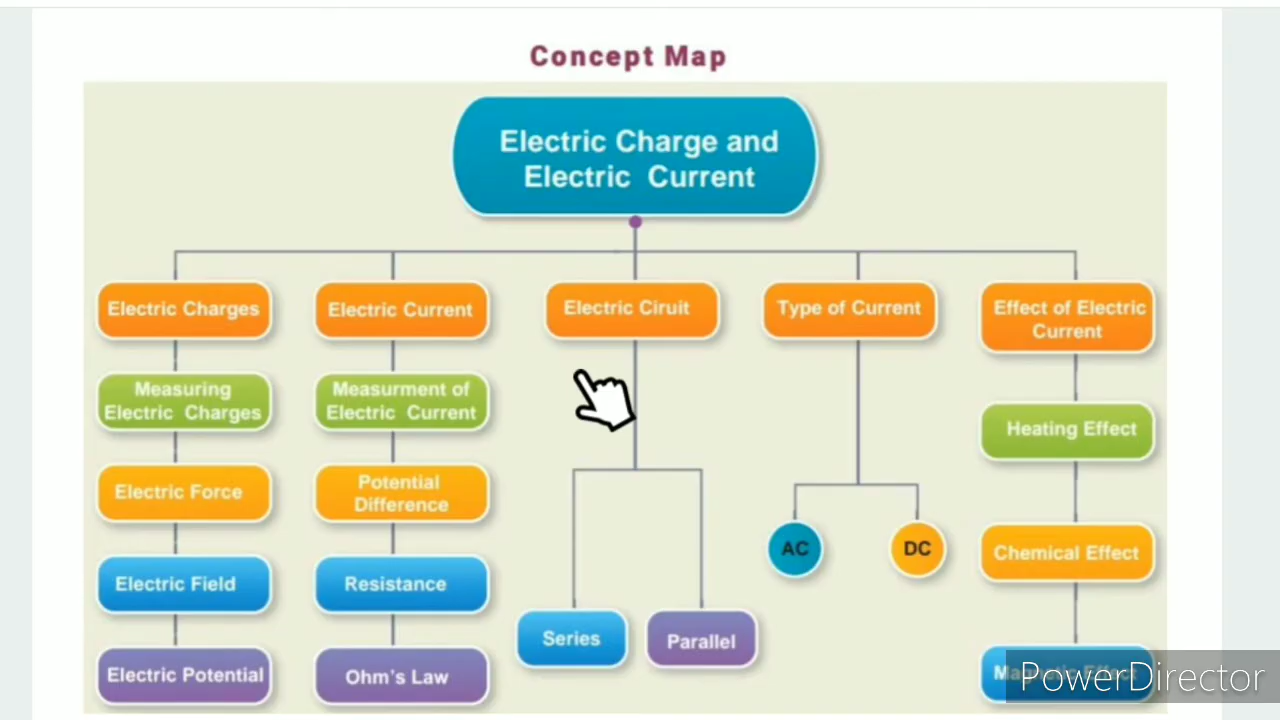 Concept Map
Electric Charge and
Electric Current
Electric Charges
Electric Current
Electric Ciruit
Type of Current
Effect of Electric
Current
Measuring
Electric Charges
Measurment of
Electric Current
Heating Effect
Electric Force
Potential
Difference
AC
DC
Chemical Effect
Electric Field
Resistance
Series
Parallel
Electric Potential
Ohm's Law
Magnetic Effect
PowerDirector